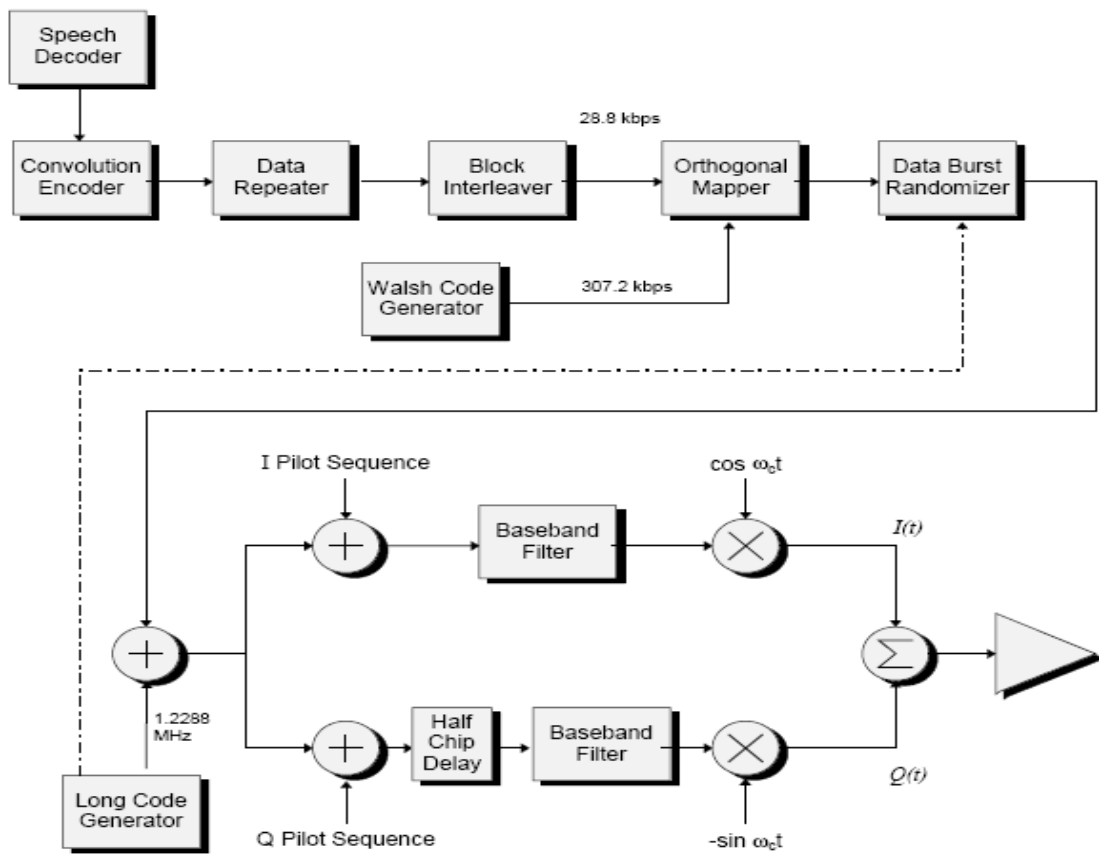 Speech
Decoder
28.8 kbps
Convolution
Encoder
Data
Repeater
Block
Interleaver
Orthogonal
Mapper
Data Burst
Randomizer
Walsh Code
Generator
307.2 kbps
I Pilot Sequence
cos ωct
Baseband
Filter
I(t)
+
+
×
Σ
1.2288
MHz
+
Half
Chip
Delay
Baseband
Filter
×
Q(t)
Long Code
Generator
Q Pilot Sequence
-sin ωct